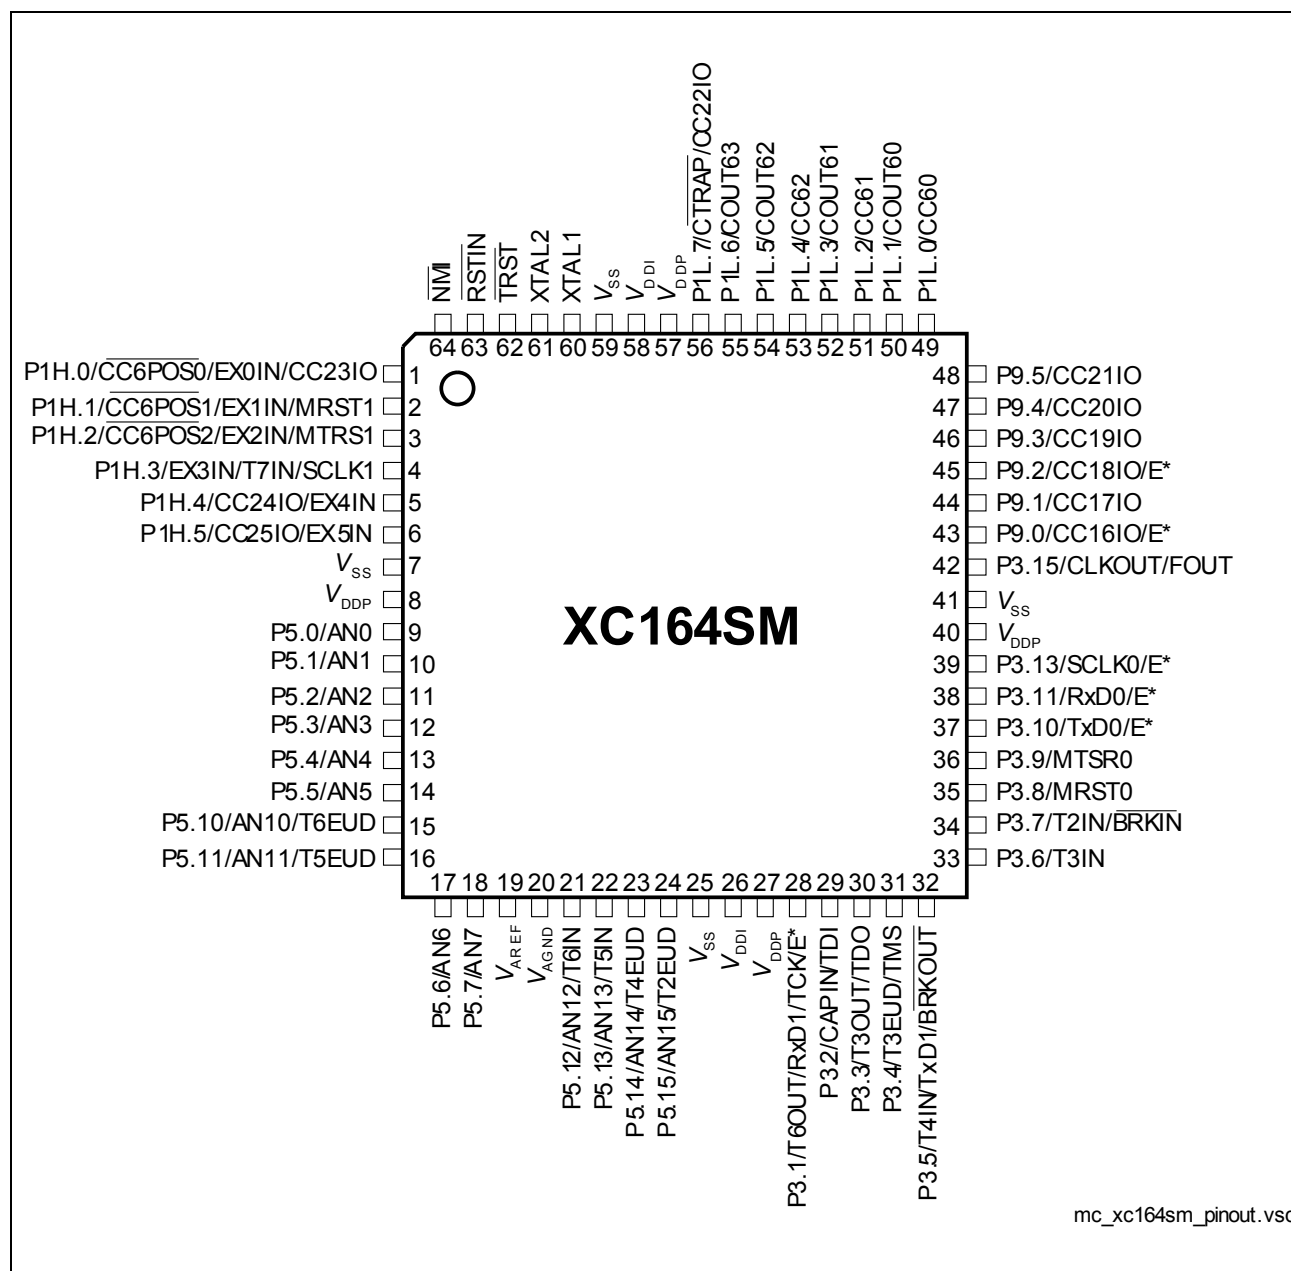 P1L.7/CTRAP/CC22IO
P1L.6/COUT63
P1L.5/COUT62
P1L.4/CC62
P1L.3/COUT61
P1L.2/CC61
P1L.1/COUT60
P1L.0/CC60
NMI
RSTIN
TRST
XTAL2
XTAL1
VSS
VDDI
VDDP
64 63 62 61 60 59 58 57 56 55 54 53 52 51 50 49
P1H.0/CC6POS0/EX0IN/CC23IO 1
P1H.1/CC6POS1/EX1IN/MRST1 2
P1H.2/CC6POS2/EX2IN/MTRS1 3
P1H.3/EX3IN/T7IN/SCLK1 4
P1H.4/CC24IO/EX4IN 5
P1H.5/CC25IO/EX5IN 6
VSS 7
VDDP 8
P5.0/AN0 9
P5.1/AN1 10
P5.2/AN2 11
P5.3/AN3 12
P5.4/AN4 13
P5.5/AN5 14
P5.10/AN10/T6EUD 15
P5.11/AN11/T5EUD 16
XC164SM
48 P9.5/CC21IO
47 P9.4/CC20IO
46 P9.3/CC19IO
45 P9.2/CC18IO/E*
44 P9.1/CC17IO
43 P9.0/CC16IO/E*
42 P3.15/CLKOUT/FOUT
41 VSS
40 VDDP
39 P3.13/SCLK0/E*
38 P3.11/RxD0/E*
37 P3.10/TxD0/E*
36 P3.9/MTSR0
35 P3.8/MRST0
34 P3.7/T2IN/BRKIN
33 P3.6/T3IN
17 18 19 20 21 22 23 24 25 26 27 28 29 30 31 32
P5.6/AN6
P5.7/AN7
VAREF
VAGND
P5.12/AN12/T6IN
P5.13/AN13/T5IN
P5.14/AN14/T4EUD
P5.15/AN15/T2EUD
VSS
VDDI
VDDP
P3.1/T6OUT/RxD1/TCK/E*
P3.2/CAPIN/TDI
P3.3/T3OUT/TDO
P3.4/T3EUD/TMS
P3.5/T4IN/TxD1/BRKOUT
mc_xc164sm_pinout.vsd